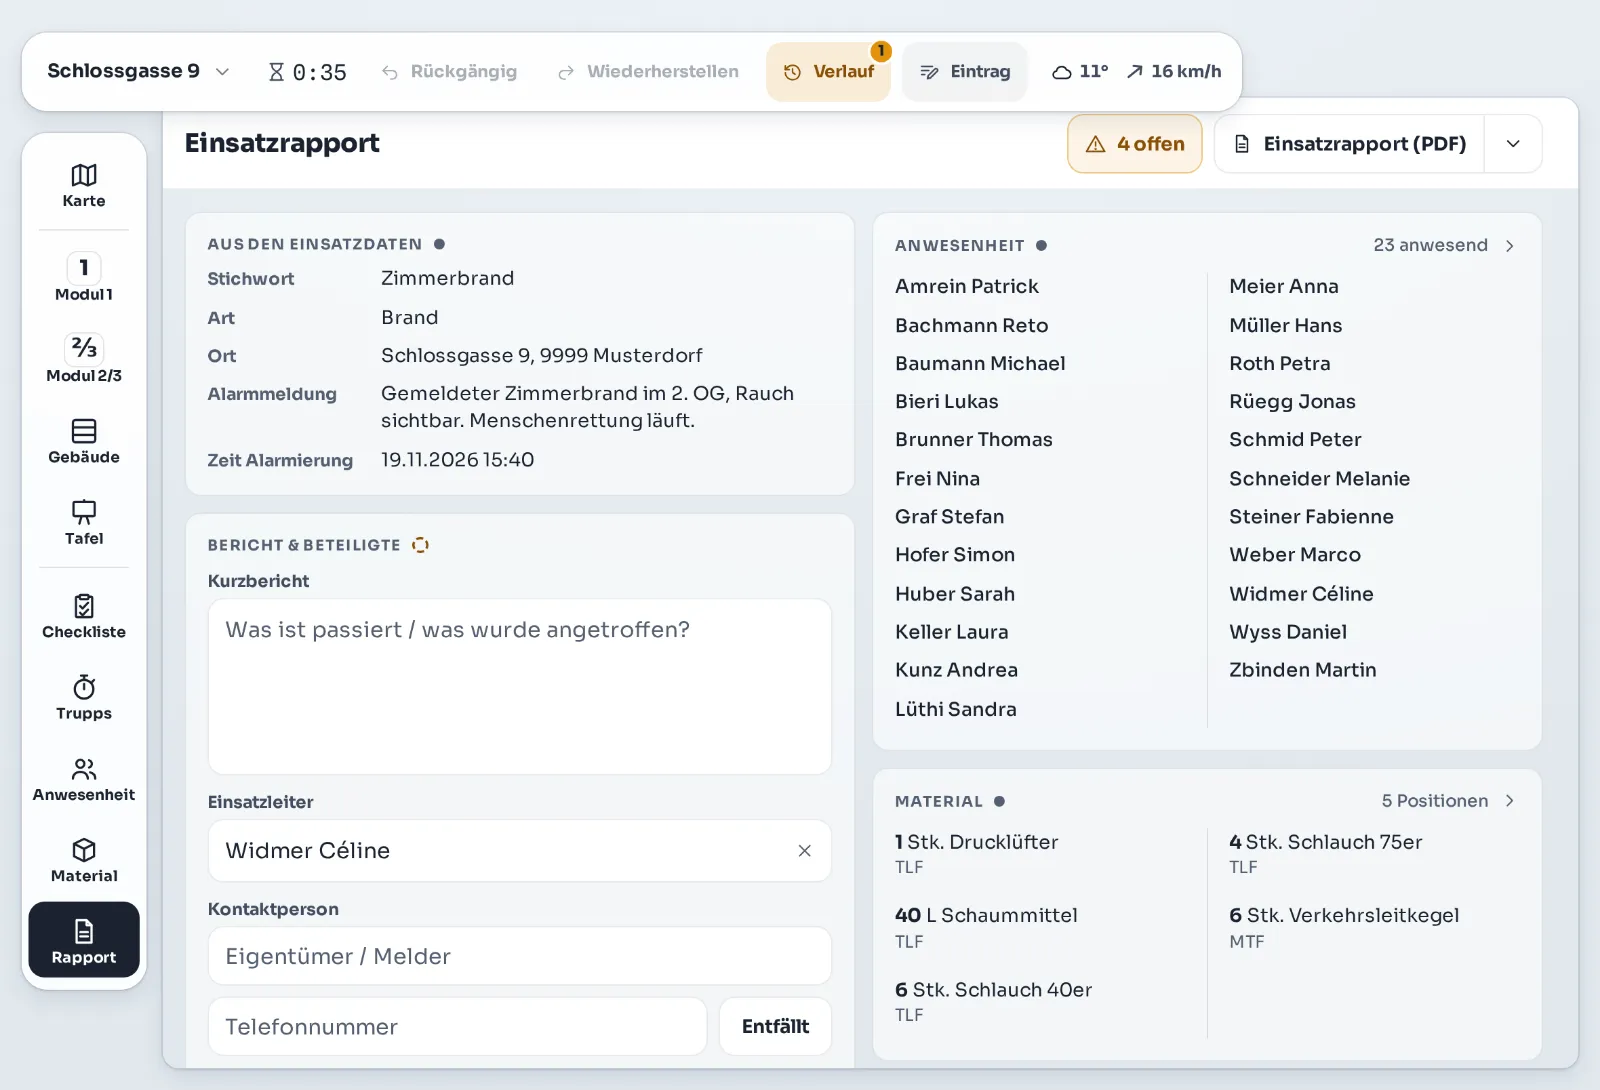 Schlossgasse 9
0:35
Rückgängig
Wiederherstellen
Verlauf
1
Eintrag
11°
16 km/h
Karte
1
Modul 1
⅔
Modul 2/3
Gebäude
Tafel
Checkliste
Trupps
Anwesenheit
Material
Rapport
Einsatzrapport
4 offen
Einsatzrapport (PDF)
AUS DEN EINSATZDATEN
Stichwort Zimmerbrand
Art Brand
Ort Schlossgasse 9, 9999 Musterdorf
Alarmmeldung Gemeldeter Zimmerbrand im 2. OG, Rauch
sichtbar. Menschenrettung läuft.
Zeit Alarmierung 19.11.2026 15:40
BERICHT & BETEILIGTE
Kurzbericht
Was ist passiert / was wurde angetroffen?
Einsatzleiter
Widmer Céline
Kontaktperson
Eigentümer / Melder
Telefonnummer
Entfällt
ANWESENHEIT
23 anwesend
Amrein Patrick
Bachmann Reto
Baumann Michael
Bieri Lukas
Brunner Thomas
Frei Nina
Graf Stefan
Hofer Simon
Huber Sarah
Keller Laura
Kunz Andrea
Lüthi Sandra
Meier Anna
Müller Hans
Roth Petra
Rüegg Jonas
Schmid Peter
Schneider Melanie
Steiner Fabienne
Weber Marco
Widmer Céline
Wyss Daniel
Zbinden Martin
MATERIAL
5 Positionen
1 Stk. Drucklüfter
TLF
40 L Schaummittel
TLF
6 Stk. Schlauch 40er
TLF
4 Stk. Schlauch 75er
TLF
6 Stk. Verkehrsleitkegel
MTF